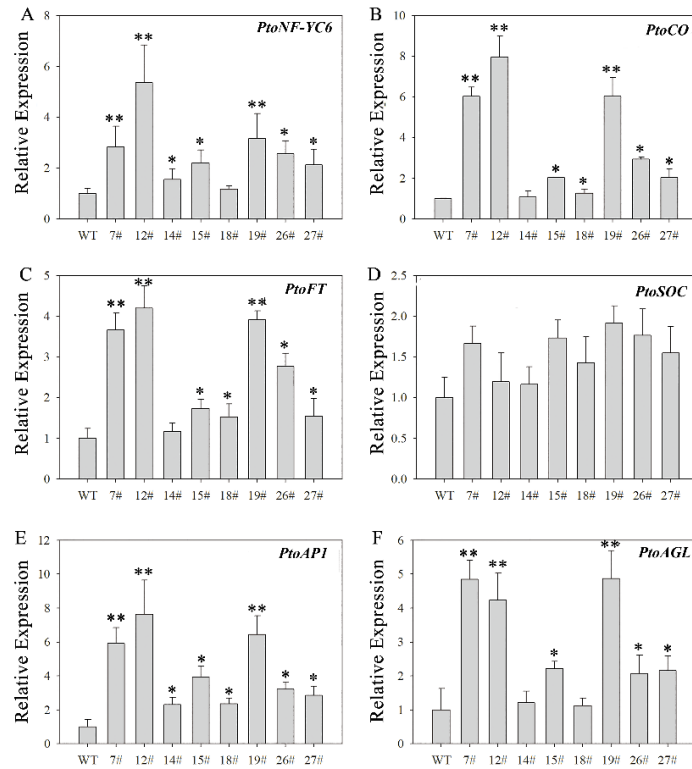 A
PtoNF-YC6
Relative Expression
8
6
4
2
0
** ** * * ** * *
WT 7# 12# 14# 15# 18# 19# 26# 27#
B
PtoCO
Relative Expression
10
8
6
4
2
0
** ** * * ** * *
WT 7# 12# 14# 15# 18# 19# 26# 27#
C
PtoFT
Relative Expression
5
4
3
2
1
0
** ** * * ** * *
WT 7# 12# 14# 15# 18# 19# 26# 27#
D
PtoSOC
Relative Expression
2.5
2.0
1.5
1.0
0.5
0.0
WT 7# 12# 14# 15# 18# 19# 26# 27#
E
PtoAP1
Relative Expression
12
10
8
6
4
2
0
** ** * * * ** * *
WT 7# 12# 14# 15# 18# 19# 26# 27#
F
PtoAGL
Relative Expression
6
5
4
3
2
1
0
** ** * ** * *
WT 7# 12# 14# 15# 18# 19# 26# 27#